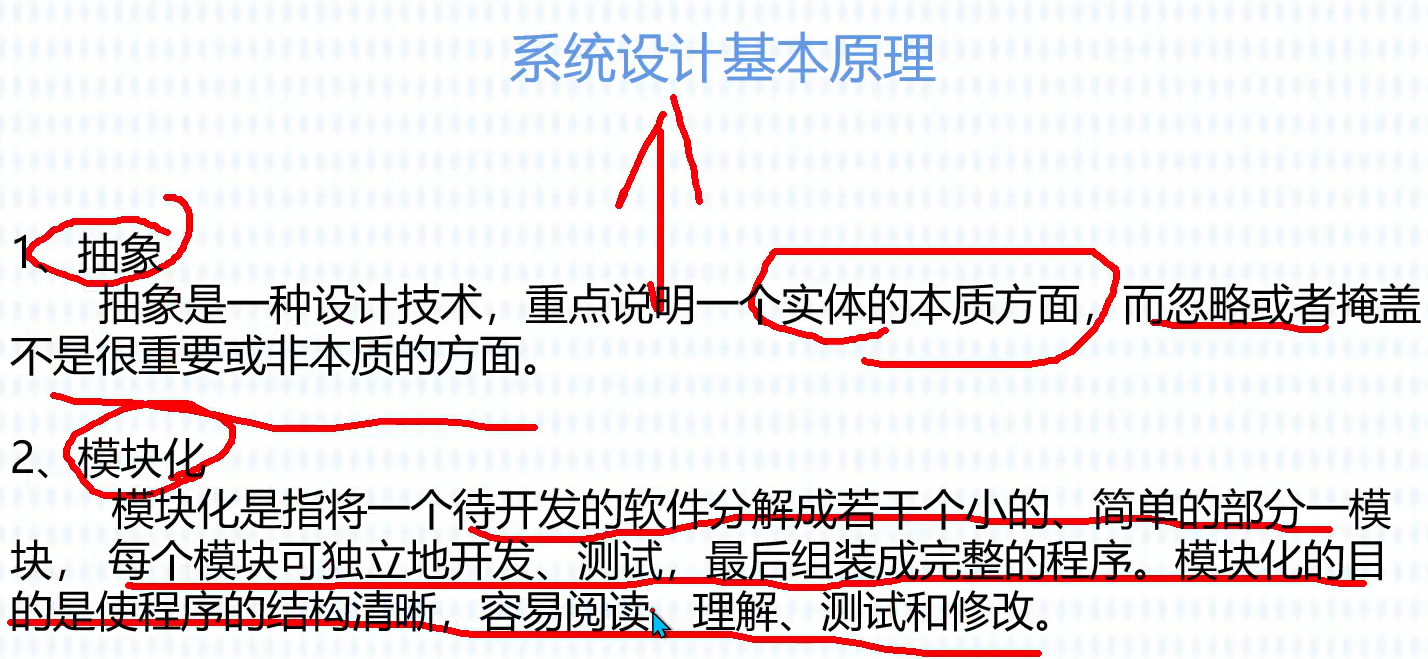 系统设计基本原理
1、抽象
抽象是一种设计技术，重点说明一个实体的本质方面，而忽略或者掩盖
不是很重要或非本质的方面。
2、模块化
模块化是指将一个待开发的软件分解成若干个小的、简单的部分一模
块，每个模块可独立地开发、测试，最后组装成完整的程序。模块化的目
的是使程序的结构清晰，容易阅读、理解、测试和修改。